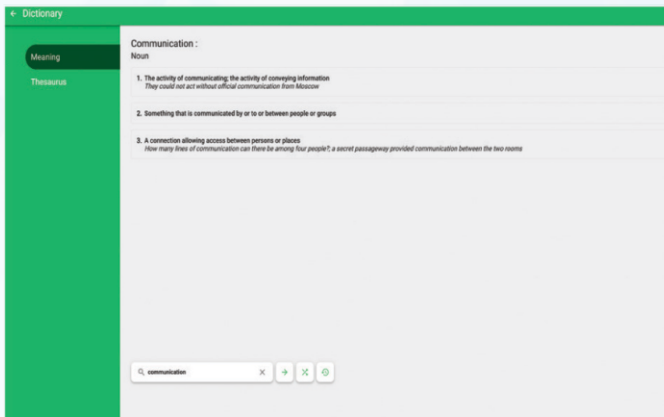 Dictionary
Meaning
Thesaurus
Communication :
Noun
1. The activity of communicating; the activity of conveying information
They could not act without official communication from Moscow
2. Something that is communicated by or to or between people or groups
3. A connection allowing access between persons or places
How many lines of communication can there be among four people?; a secret passageway provided communication between the two rooms
communication